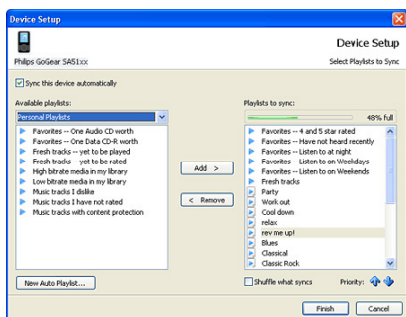 Device Setup
Device Setup
Philips GoGear SA51xx
Select Playlists to Sync
Sync this device automatically
Available playlists:
Personal Playlists
Favorites -- One Audio CD worth
Favorites -- One Data CD-R worth
Fresh tracks -- yet to be played
Fresh tracks -- yet to be rated
High bitrate media in my library
Low bitrate media in my library
Music tracks I dislike
Music tracks I have not rated
Music tracks with content protection
New Auto Playlist...
Add >
< Remove
Playlists to sync:
48% full
Favorites -- 4 and 5 star rated
Favorites -- Have not heard recently
Favorites -- Listen to at night
Favorites -- Listen to on Weekdays
Favorites -- Listen to on Weekends
Fresh tracks
Party
Work out
Cool down
relax
rev me up!
Blues
Classical
Classic Rock
Shuffle what syncs
Priority:
Finish
Cancel